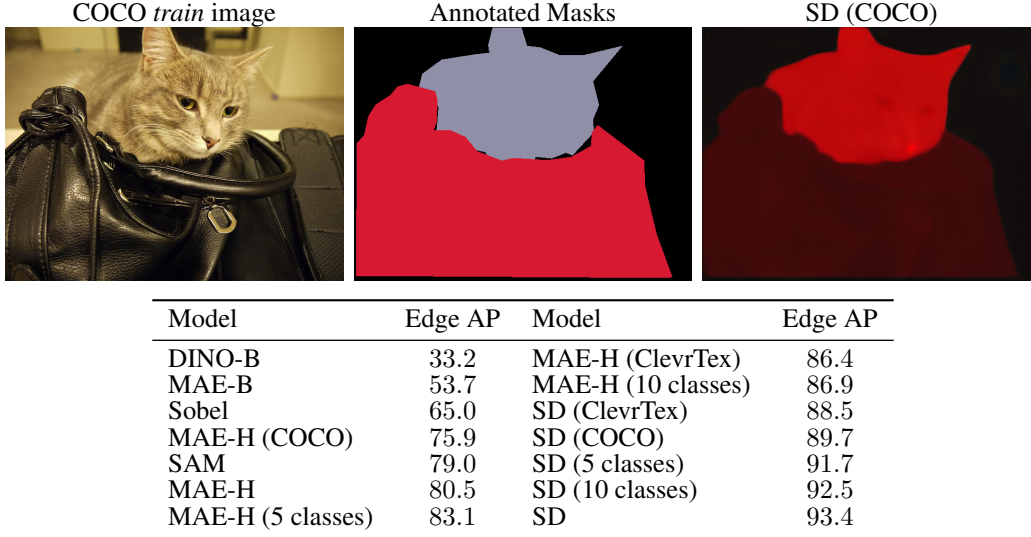 COCO train image Annotated Masks SD (COCO)
Model Edge AP Model Edge AP
DINO-B 33.2 MAE-H (ClevrTex) 86.4
MAE-B 53.7 MAE-H (10 classes) 86.9
Sobel 65.0 SD (ClevrTex) 88.5
MAE-H (COCO) 75.9 SD (COCO) 89.7
SAM 79.0 SD (5 classes) 91.7
MAE-H 80.5 SD (10 classes) 92.5
MAE-H (5 classes) 83.1 SD 93.4